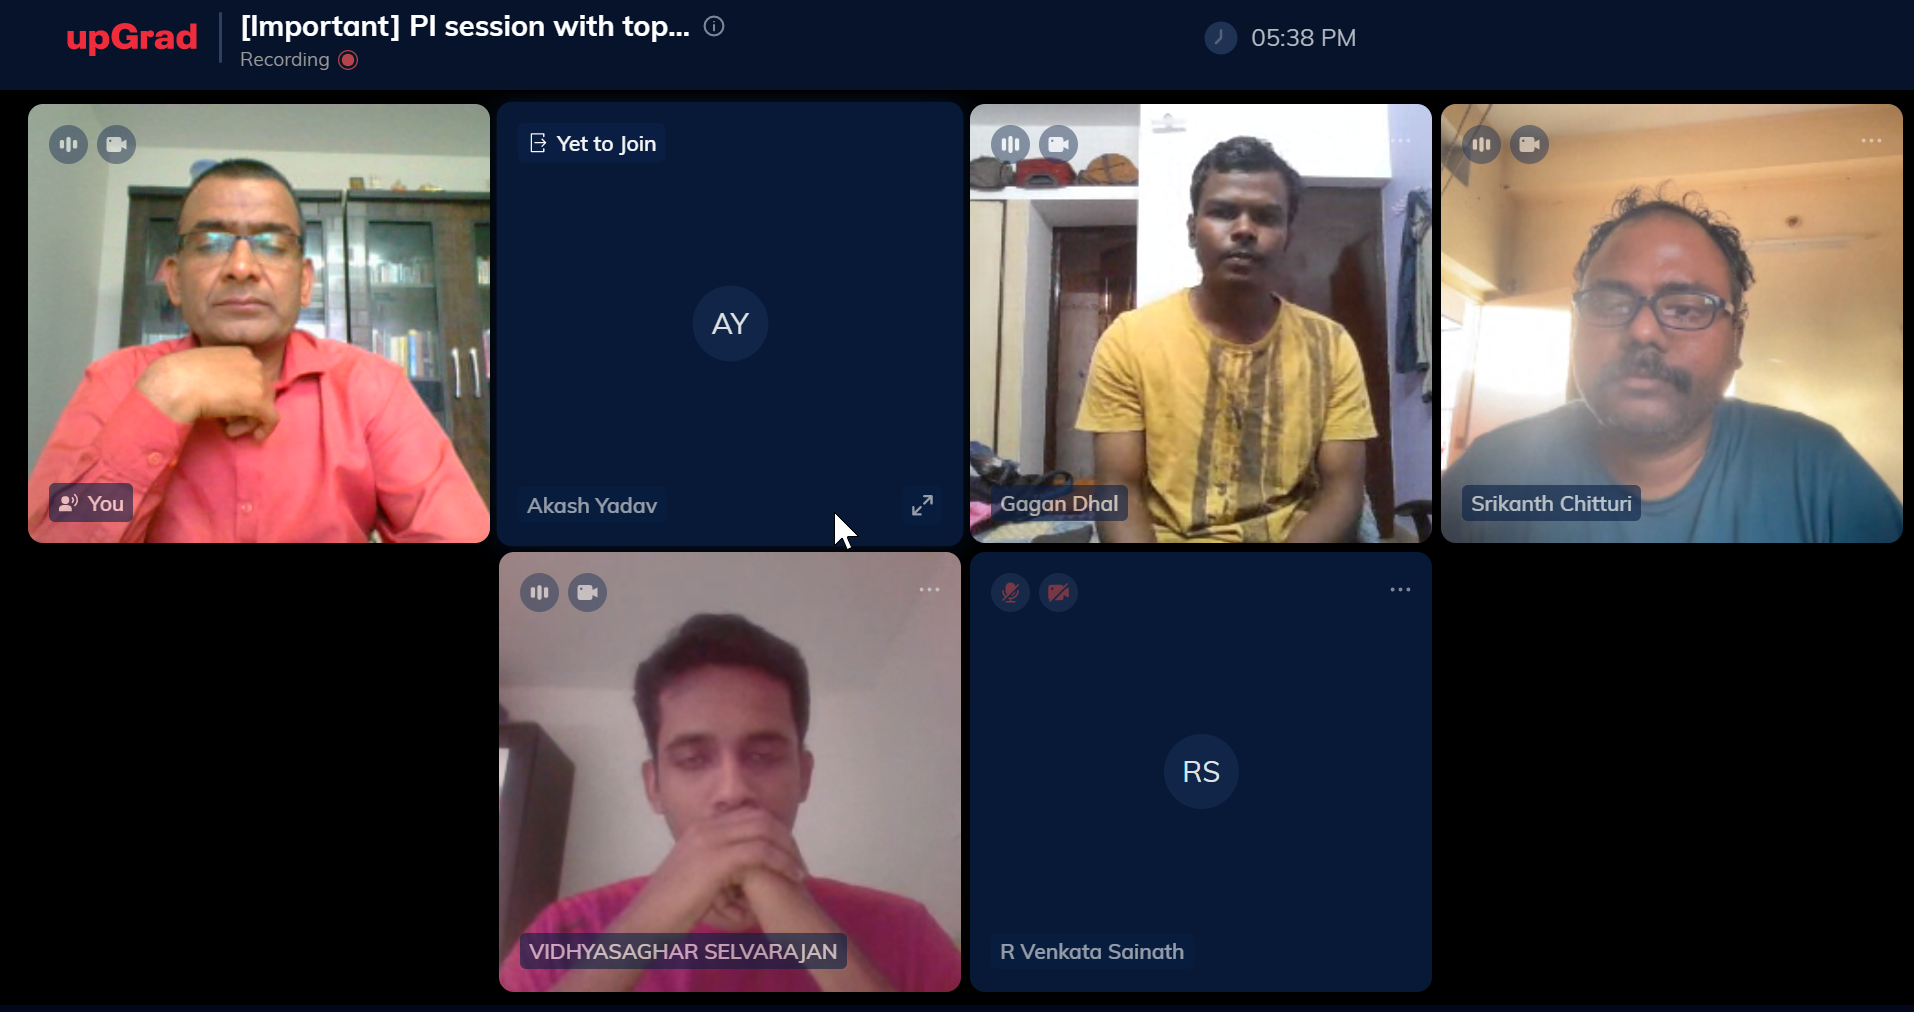 upGrad
[Important] PI session with top...
Recording
05:38 PM
Yet to Join
AY
You
Akash Yadav
Gagan Dhal
Srikanth Chitturi
RS
VIDHYASAGHAR SELVARAJAN
R Venkata Sainath